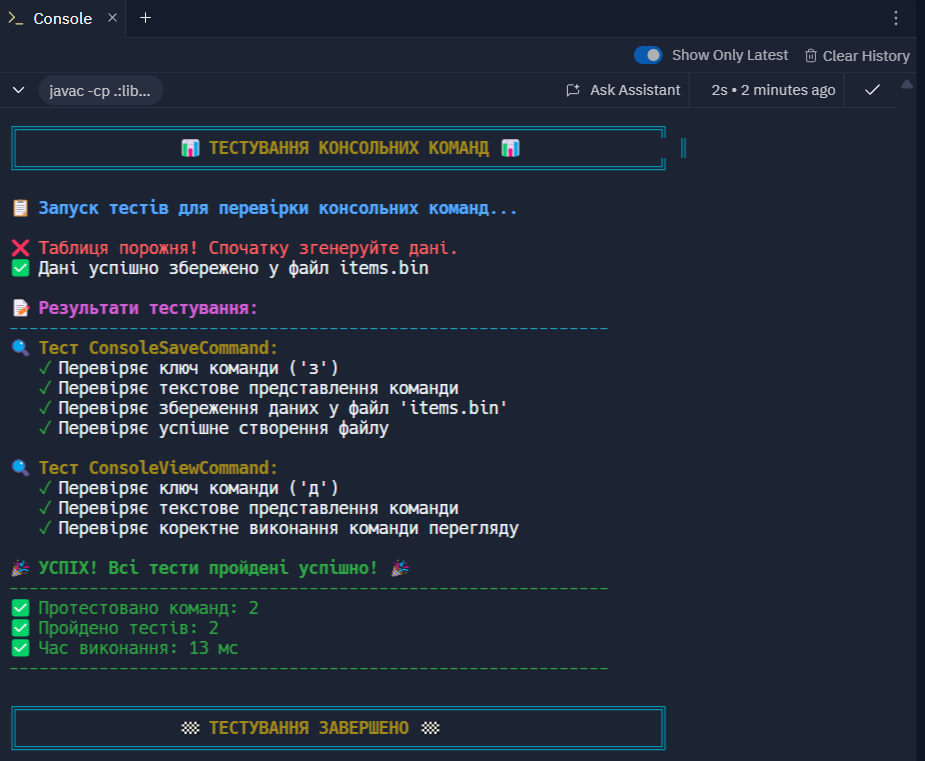 >_ Console × +
Show Only Latest Clear History
javac -cp .:lib... Ask Assistant 2s • 2 minutes ago
📊 ТЕСТУВАННЯ КОНСОЛЬНИХ КОМАНД 📊
📋 Запуск тестів для перевірки консольних команд...
❌ Таблиця порожня! Спочатку згенеруйте дані.
✅ Дані успішно збережено у файл items.bin
📝 Результати тестування:
------------------------------------------------------------
🔍 Тест ConsoleSaveCommand:
✓ Перевіряє ключ команди ('з')
✓ Перевіряє текстове представлення команди
✓ Перевіряє збереження даних у файл 'items.bin'
✓ Перевіряє успішне створення файлу
🔍 Тест ConsoleViewCommand:
✓ Перевіряє ключ команди ('д')
✓ Перевіряє текстове представлення команди
✓ Перевіряє коректне виконання команди перегляду
🎉 УСПІХ! Всі тести пройдені успішно! 🎉
------------------------------------------------------------
✅ Протестовано команд: 2
✅ Пройдено тестів: 2
✅ Час виконання: 13 мс
------------------------------------------------------------
🏁 ТЕСТУВАННЯ ЗАВЕРШЕНО 🏁